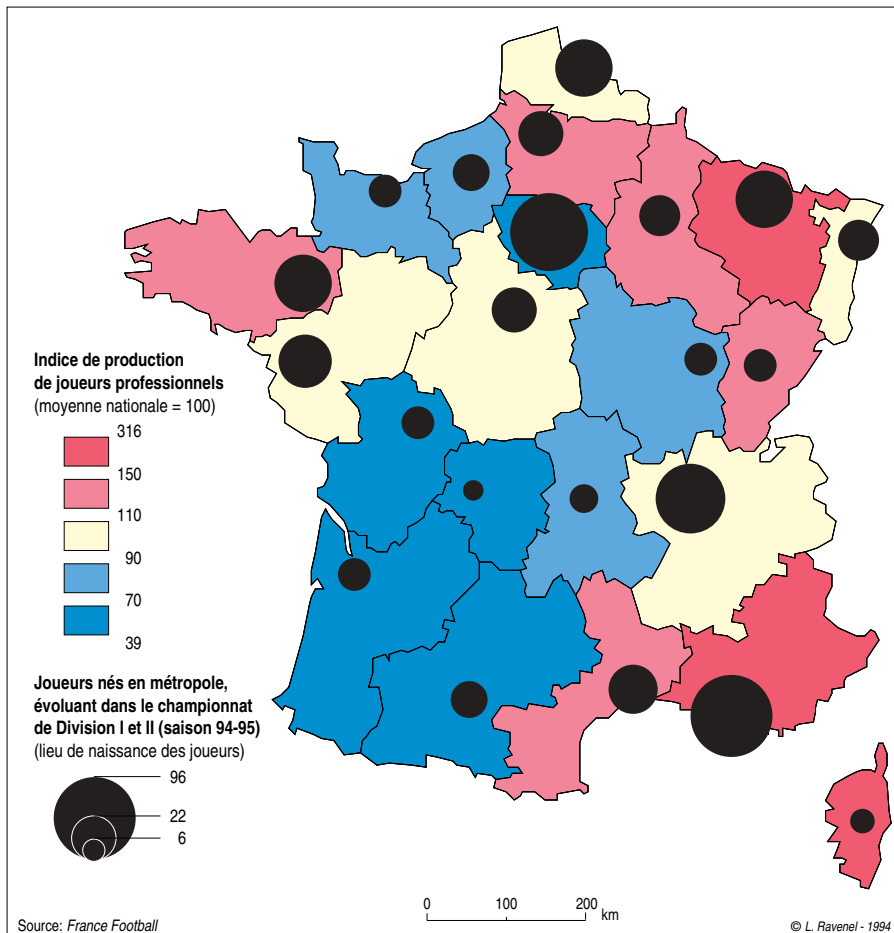 Indice de production
de joueurs professionnels
(moyenne nationale = 100)
316
150
110
90
70
39
Joueurs nés en métropole,
évoluant dans le championnat
de Division I et II (saison 94-95)
(lieu de naissance des joueurs)
96
22
6
0 100 200
km
Source: France Football
© L. Ravenel - 1994